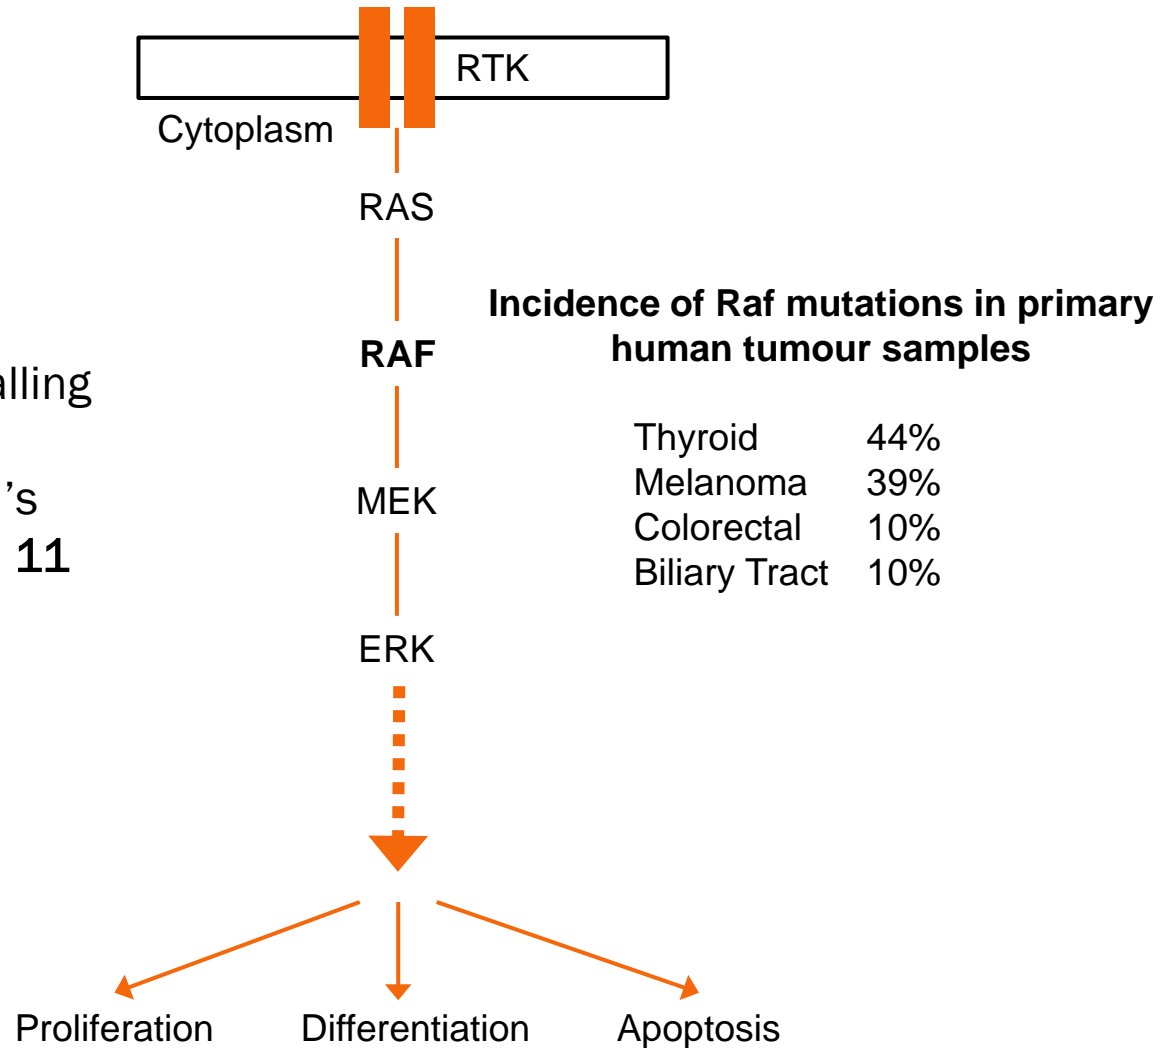 RTK
Cytoplasm
RAS
Incidence of Raf mutations in primary
human tumour samples
RAF
alling
Thyroid 44%
Melanoma 39%
Colorectal 10%
Biliary Tract 10%
MEK
's
11
ERK
Proliferation Differentiation Apoptosis